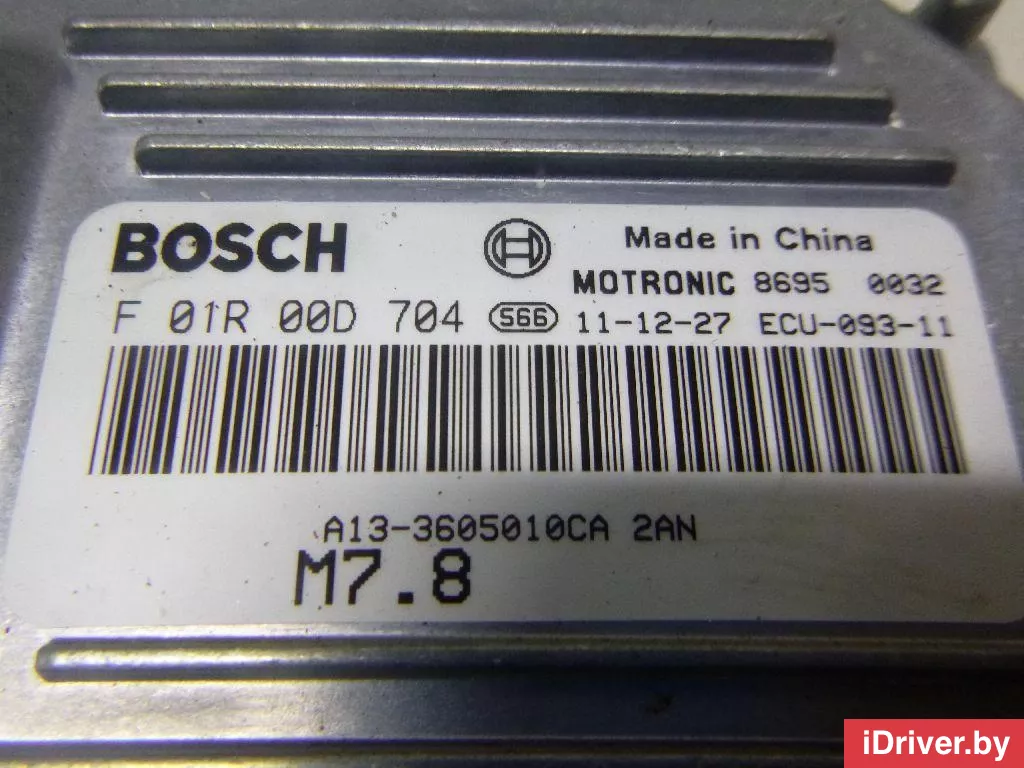 BOSCH
Made in China
MOTRONIC 8695 0032
F 01R 00D 704 S66 11-12-27 ECU-093-11
A13-3605010CA 2AN
M7.8
iDriver.by